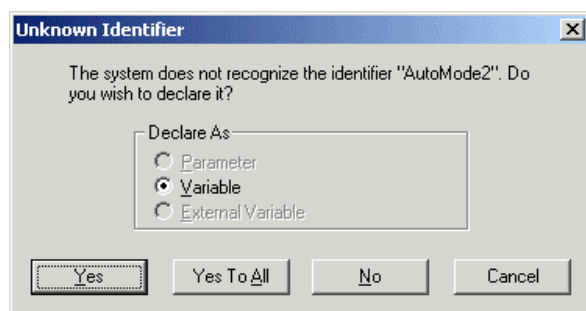 Unknown Identifier
The system does not recognize the identifier "AutoMode2". Do
you wish to declare it?
Declare As
Parameter
Variable
External Variable
Yes
Yes To All
No
Cancel